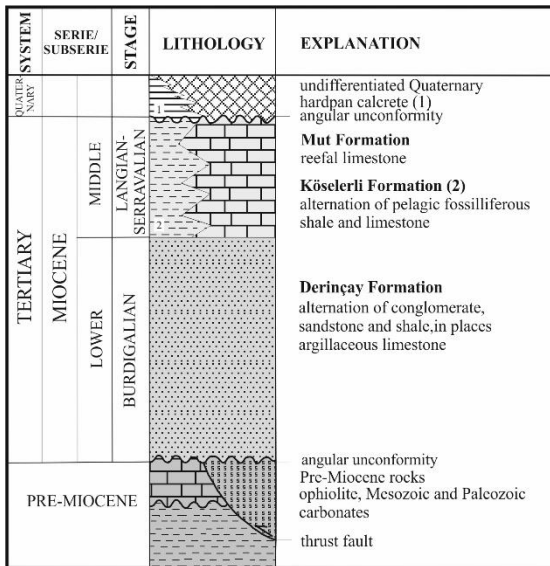 SYSTEM
SERIE/
SUBSERIE
STAGE
LITHOLOGY
EXPLANATION
QUATER-
NARY
1
undifferentiated Quaternary
hardpan calcrete (1)
angular unconformity
TERTIARY
MIOCENE
MIDDLE
LANGIAN-
SERRAVALIAN
2
Mut Formation
reefal limestone
Köselerli Formation (2)
alternation of pelagic fossilliferous
shale and limestone
LOWER
BURDIGALIAN
Derinçay Formation
alternation of conglomerate,
sandstone and shale,in places
argillaceous limestone
PRE-MIOCENE
angular unconformity
Pre-Miocene rocks
ophiolite, Mesozoic and Paleozoic
carbonates
thrust fault